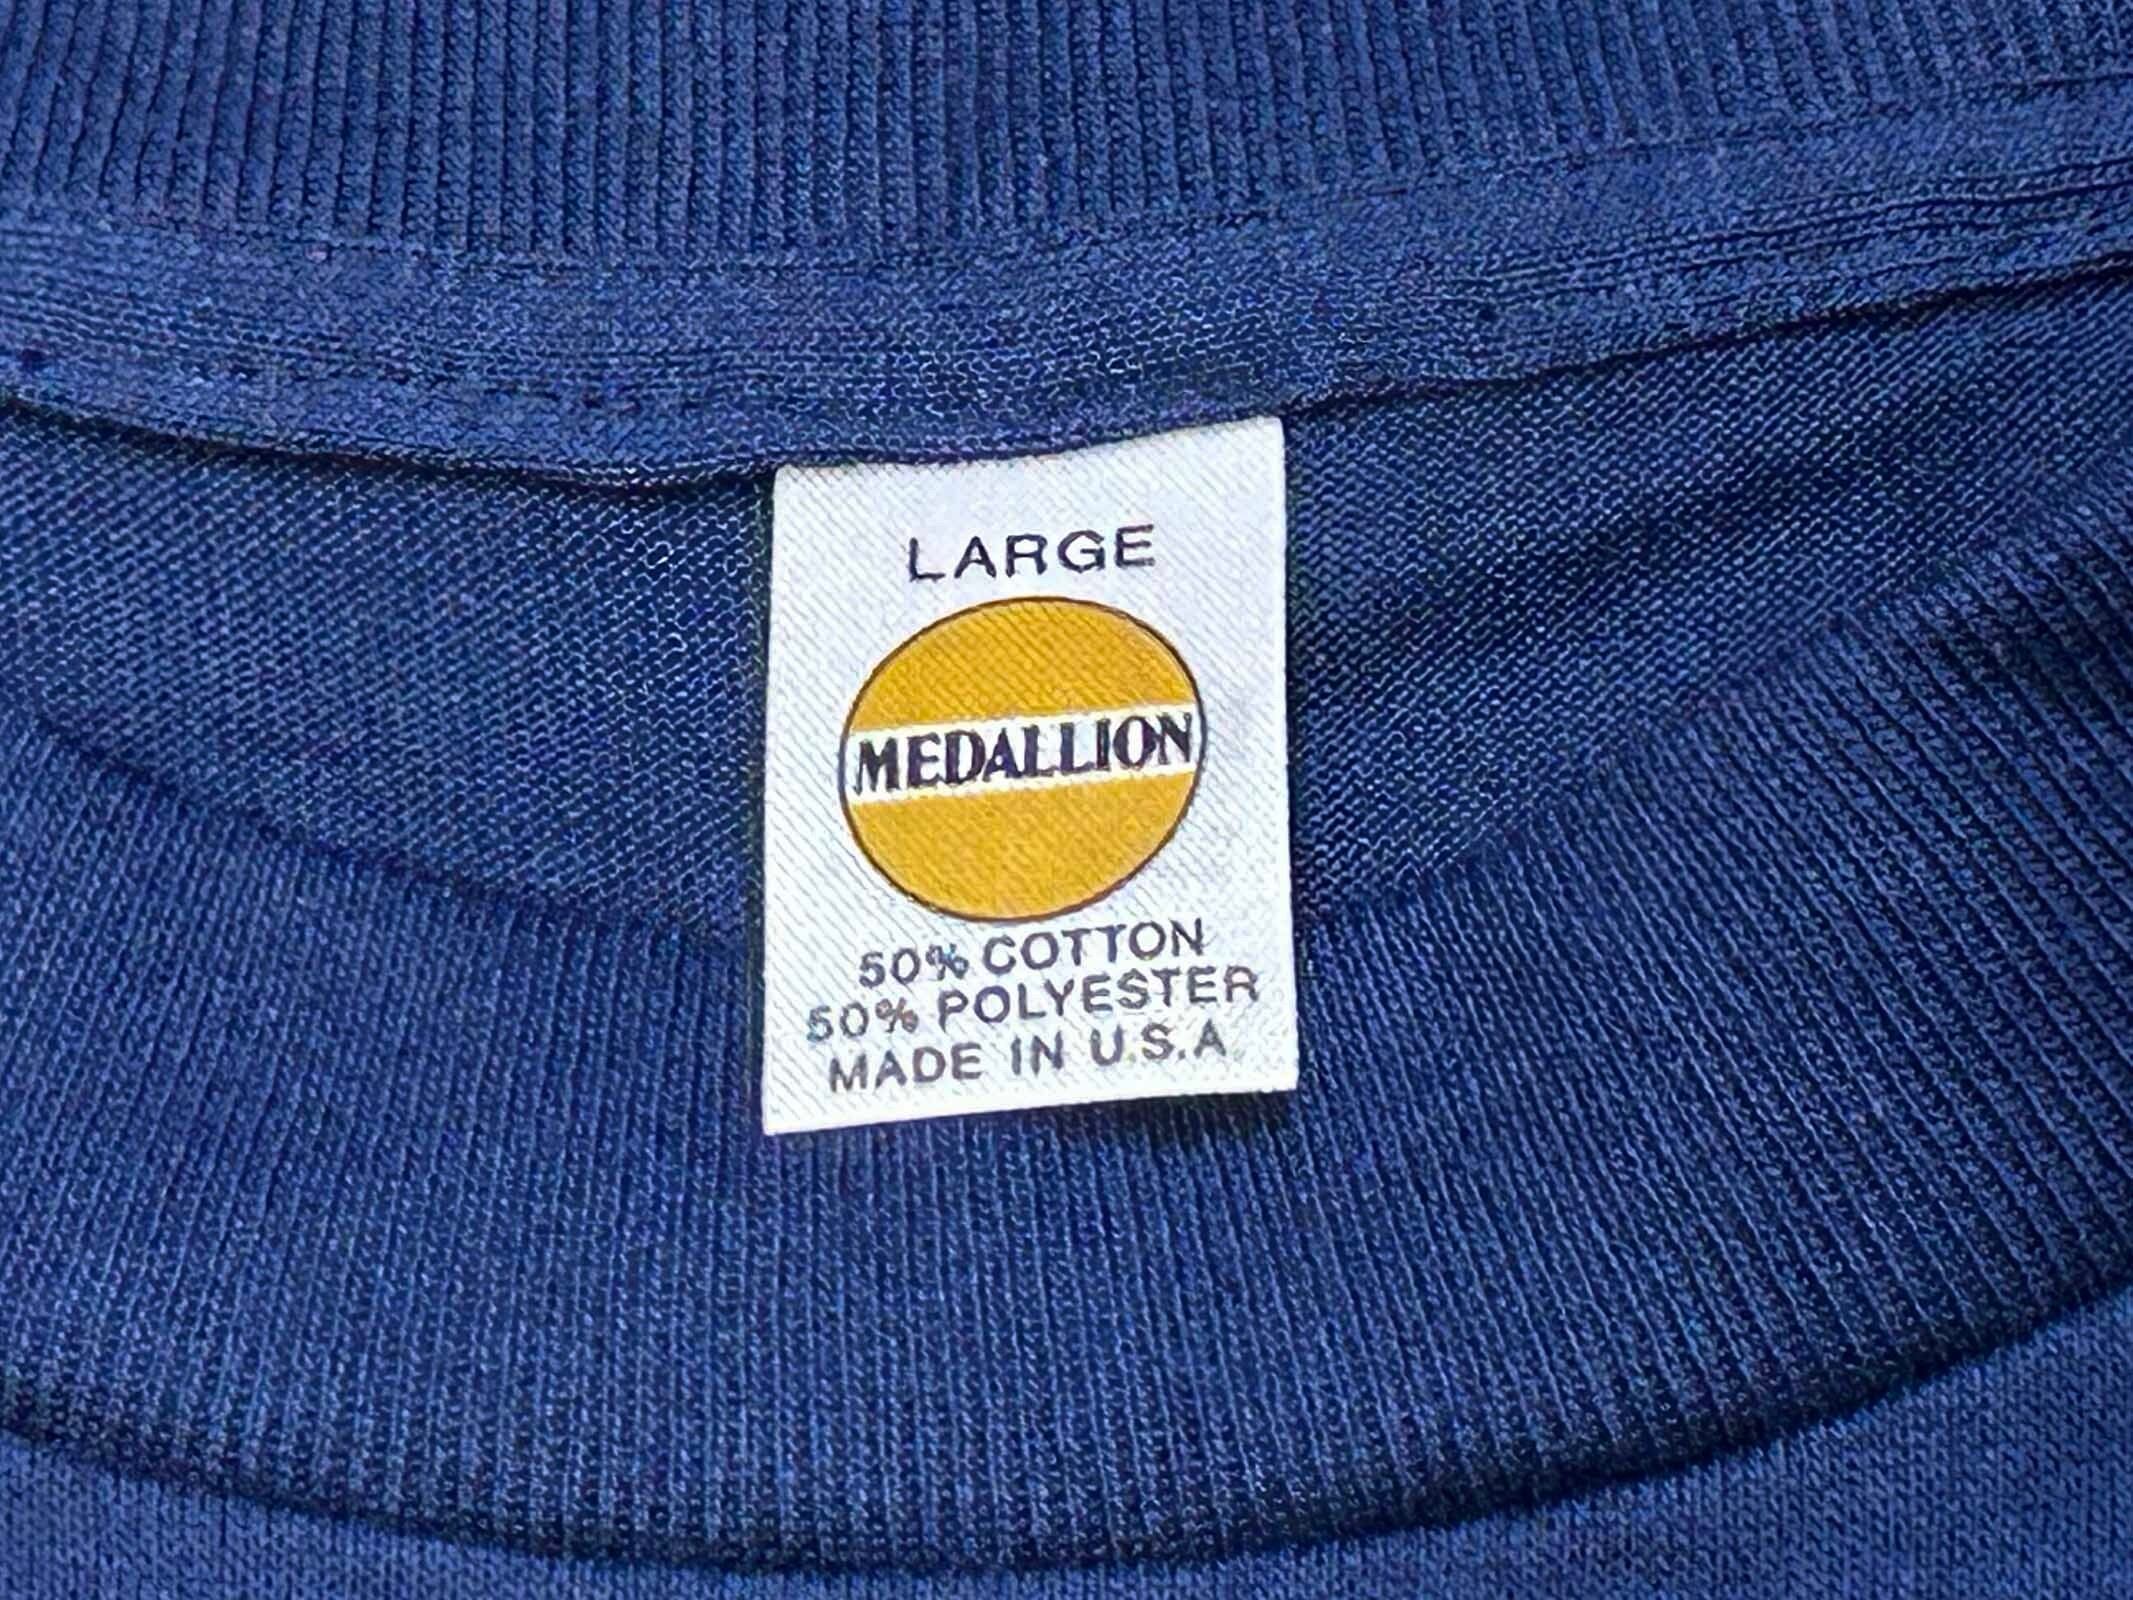 LARGE
MEDALLION
50% COTTON
50% POLYESTER
MADE IN U.S.A.